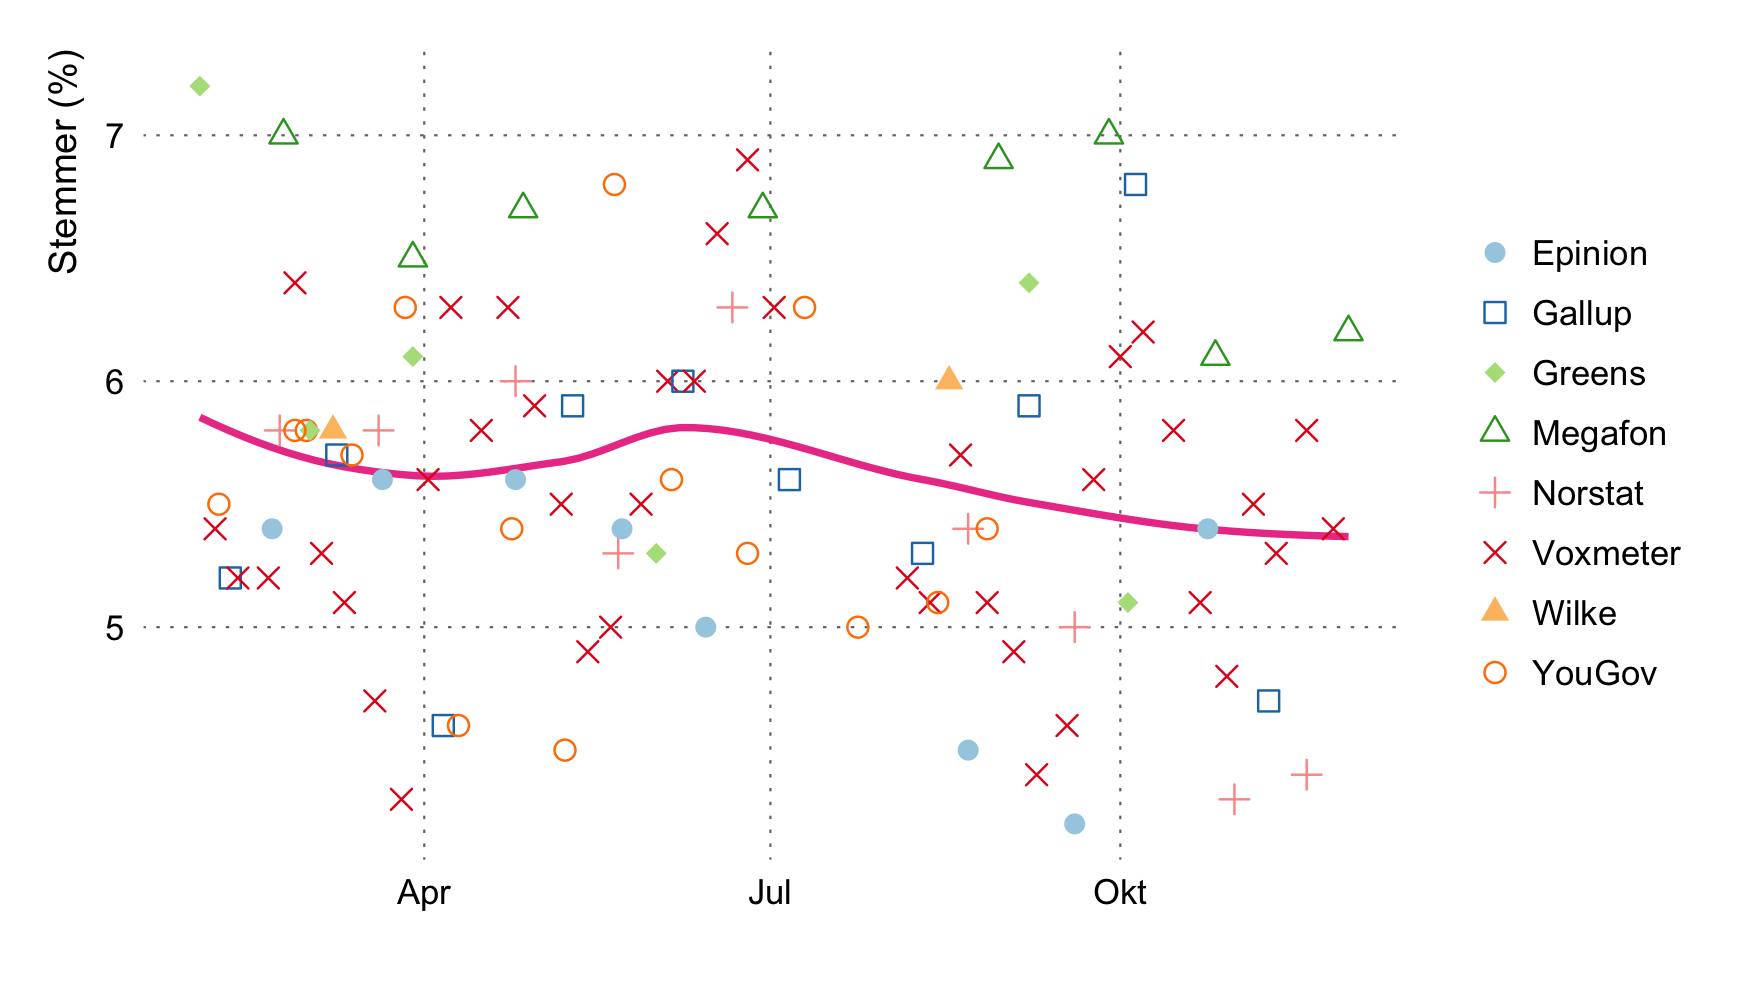 Stemmer (%)
7
6
5
Apr
Jul
Okt
Epinion
Gallup
Greens
Megafon
Norstat
Voxmeter
Wilke
YouGov